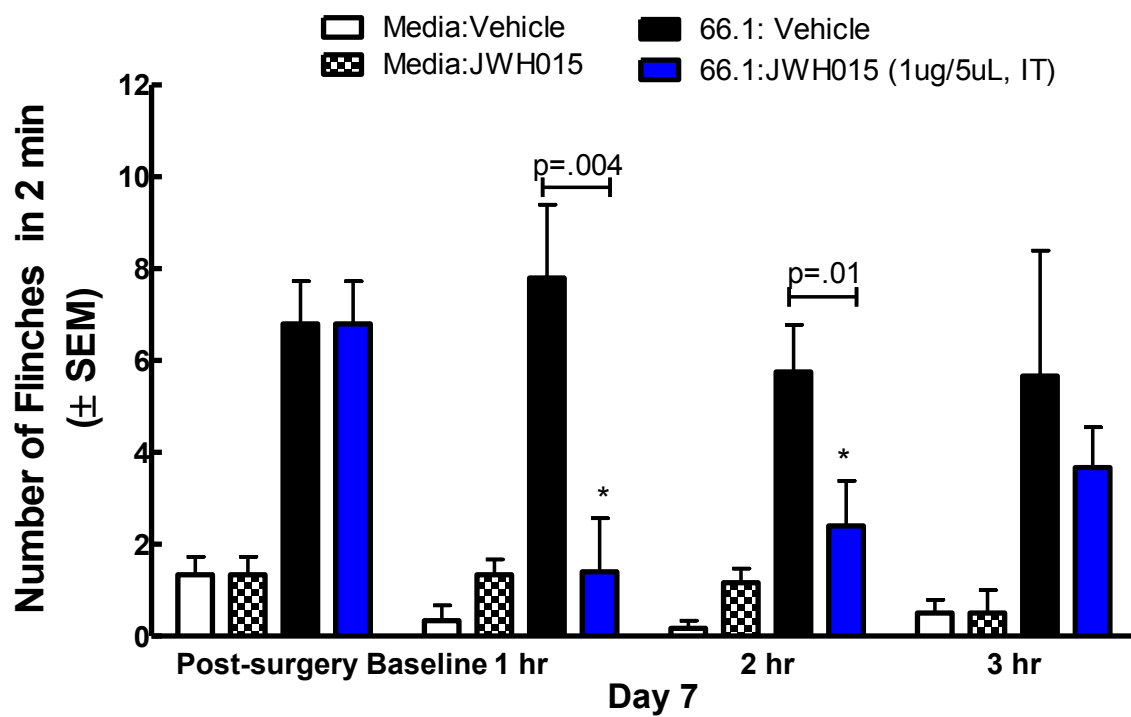 Media:Vehicle
66.1: Vehicle
Media:JWH015
66.1:JWH015 (1ug/5uL, IT)
Number of Flinches in 2 min
(± SEM)
12
10
8
6
4
2
0
p=.004
p=.01
*
*
Post-surgery Baseline
1 hr
2 hr
3 hr
Day 7